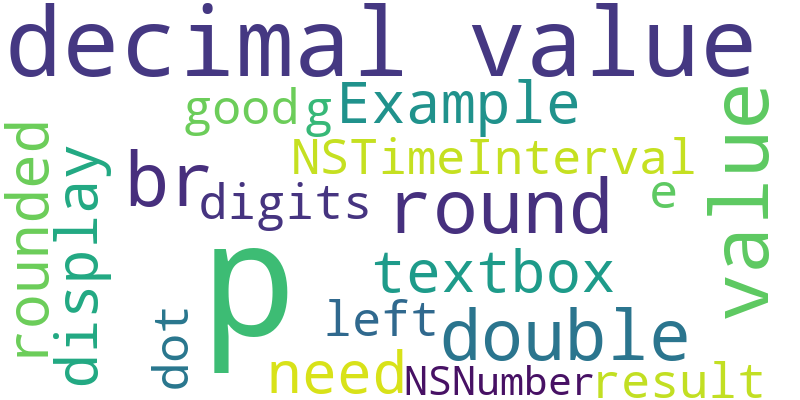 decimal value
good
g
Example
value
NSTimeInterval
rounded
display
br
digits
round
e
p
textbox
dot
left
double
need
NSNumber
result